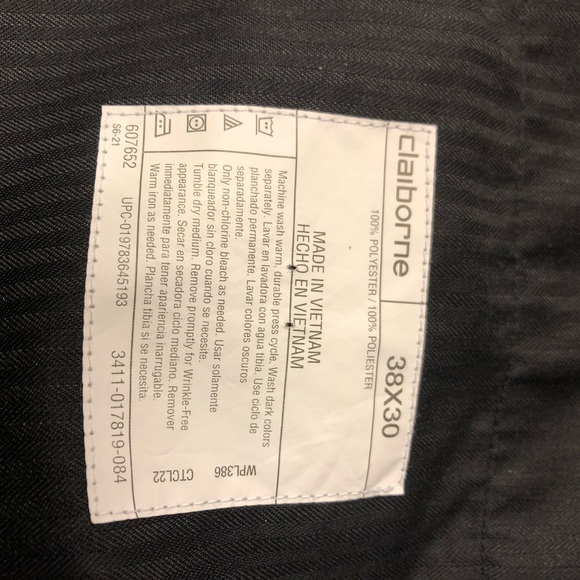 claiborne 38X30
100% POLYESTER / 100% POLIESTER
MADE IN VIETNAM
HECHO EN VIETNAM
Machine wash warm, durable press cycle. Wash dark colors
separately. Lavar en lavadora con agua tibia. Use ciclo de
planchado permanente. Lavar colores oscuros
separadamente.
Only non-chlorine bleach as needed. Usar solamente
blanqueador sin cloro cuando se necesite.
Tumble dry medium. Remove promptly for Wrinkle-Free
appearance. Secar en secadora ciclo mediano. Remover
inmediatamente para tener apariencia inarrugable.
Warm iron as needed. Plancha tibia si se necesita.
WPL386
CTCL22
607652
S6-21
UPC-019783645193
3411-017819-084